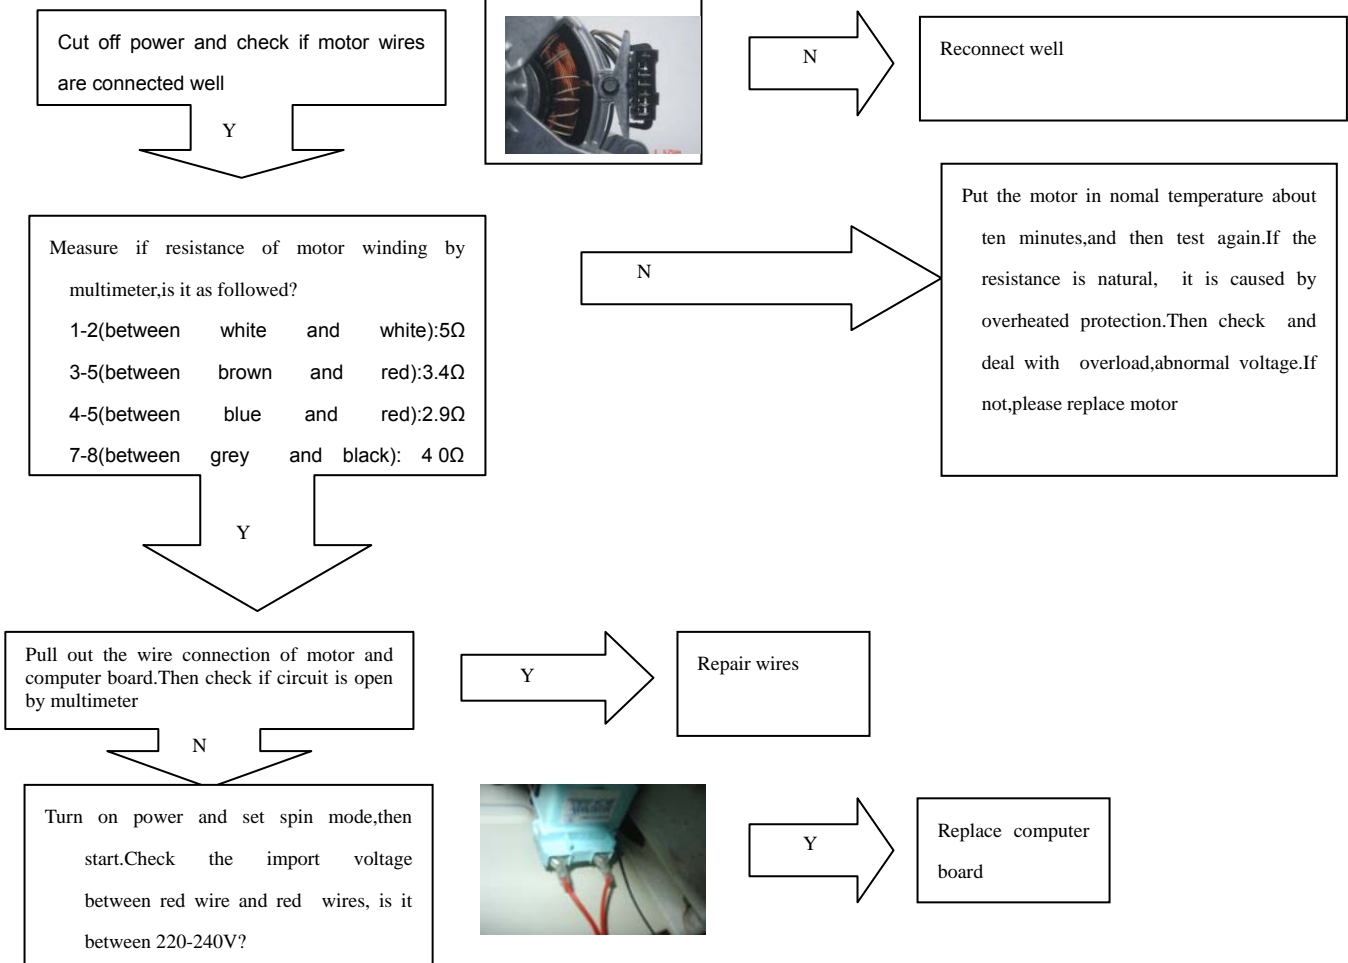 Cut off power and check if motor wires
are connected well
N
Reconnect well
Y
Measure if resistance of motor winding by
multimeter,is it as followed?
1-2(between white and white):5Ω
3-5(between brown and red):3.4Ω
4-5(between blue and red):2.9Ω
7-8(between grey and black): 4 0Ω
N
Put the motor in nomal temperature about
ten minutes,and then test again.If the
resistance is natural, it is caused by
overheated protection.Then check and
deal with overload,abnormal voltage.If
not,please replace motor
Y
Pull out the wire connection of motor and
computer board.Then check if circuit is open
by multimeter
Y
Repair wires
N
Turn on power and set spin mode,then
start.Check the import voltage
between red wire and red wires, is it
between 220-240V?
Y
Replace computer
board